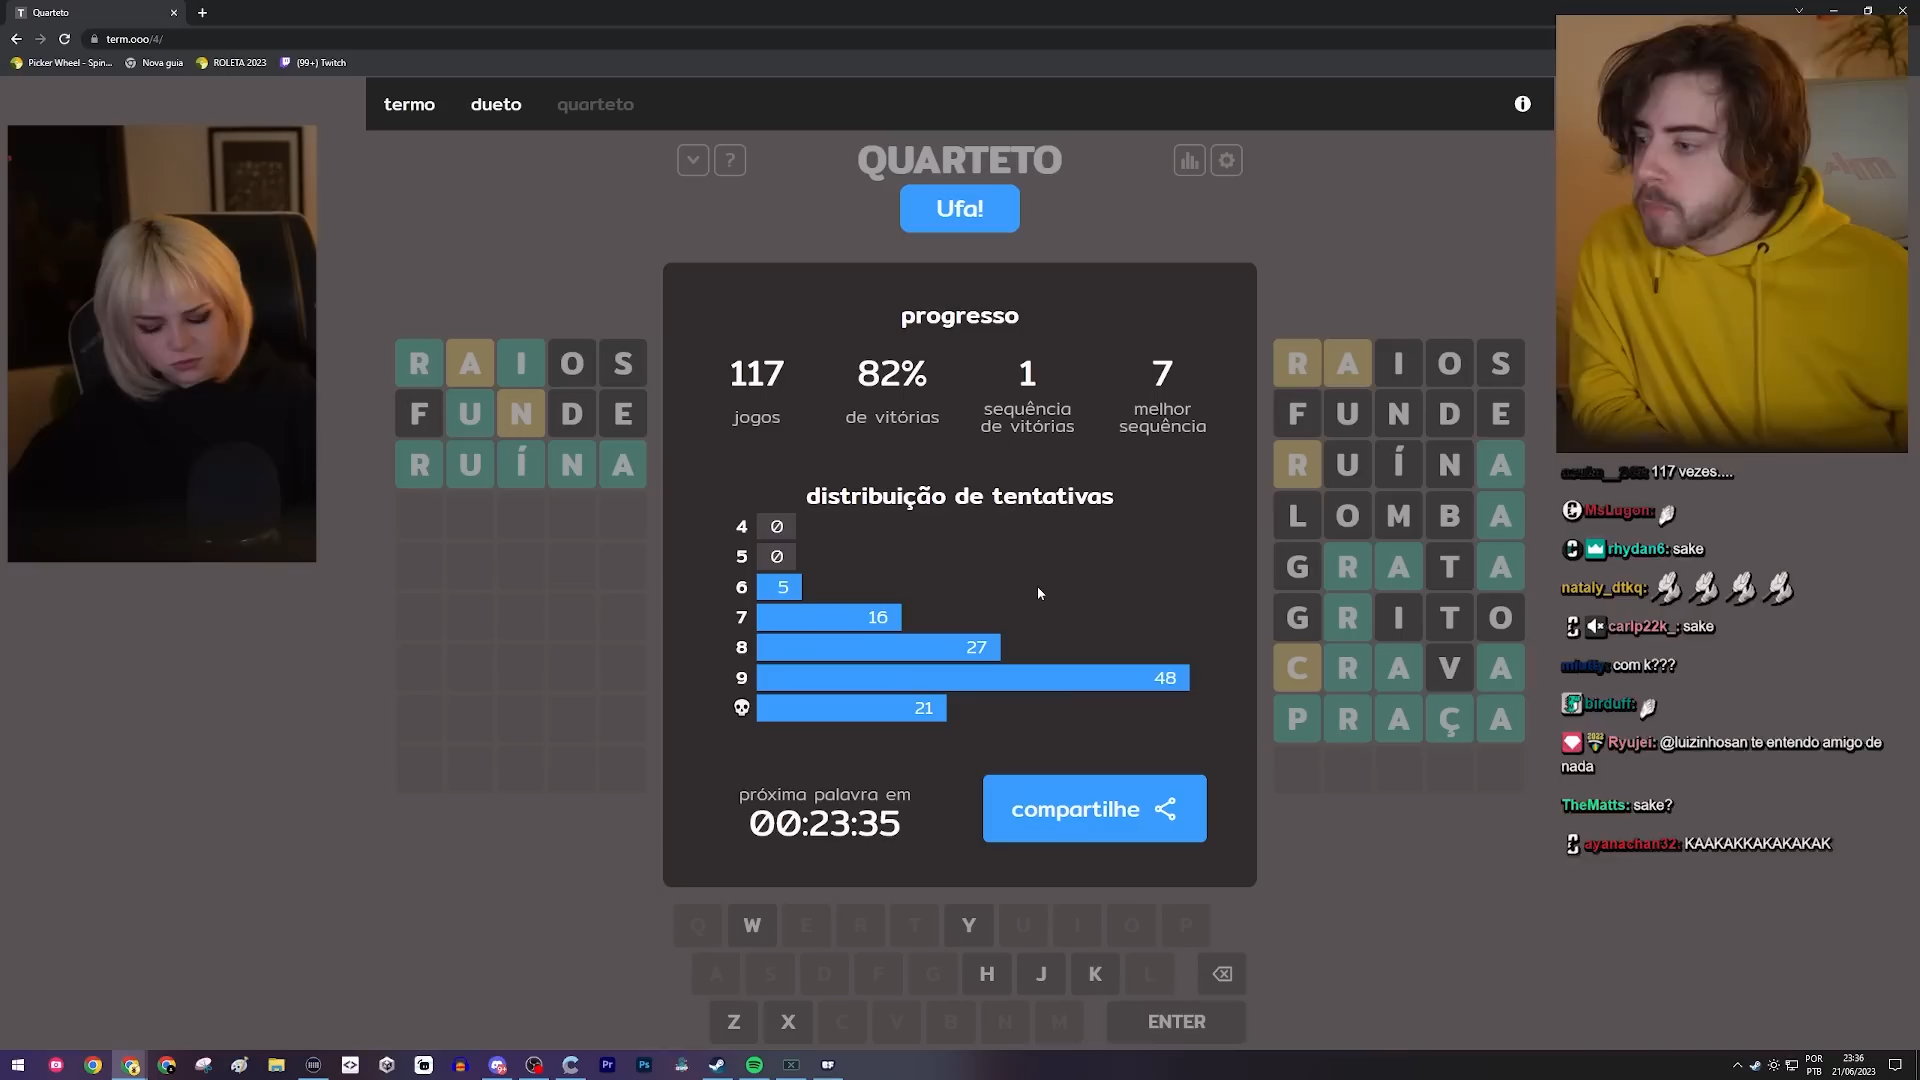 Quarteto
term.ooo/4/
Picker Wheel - Spin...
Nova guia
ROLETA 2023
(99+) Twitch
termo
dueto
quarteto
QUARTETO
?
Ufa!
progresso
117
jogos
82%
de vitórias
1
sequência
de vitórias
7
melhor
sequência
distribuição de tentativas
4 0
5 0
6 5
7 16
8 27
9 48
21
próxima palavra em
00:23:35
compartilhe
R A I O S
F U N D E
R U Í N A
R A I O S
F U N D E
R U Í N A
L O M B A
G R A T A
G R I T O
C R A V A
P R A Ç A
Q W E R T Y U I O P
A S D F G H J K L
Z X C V B N M ENTER
117 vezes....
MsLugon:
rhydan6: sake
nataly_dtkq:
carlp22k_: sake
com k???
birduff:
Ryujei: @luizinhosan te entendo amigo de
nada
TheMatts: sake?
ayanachan32: KAAKAKKAKAKAKAK
POR
PTB
23:36
21/06/2023